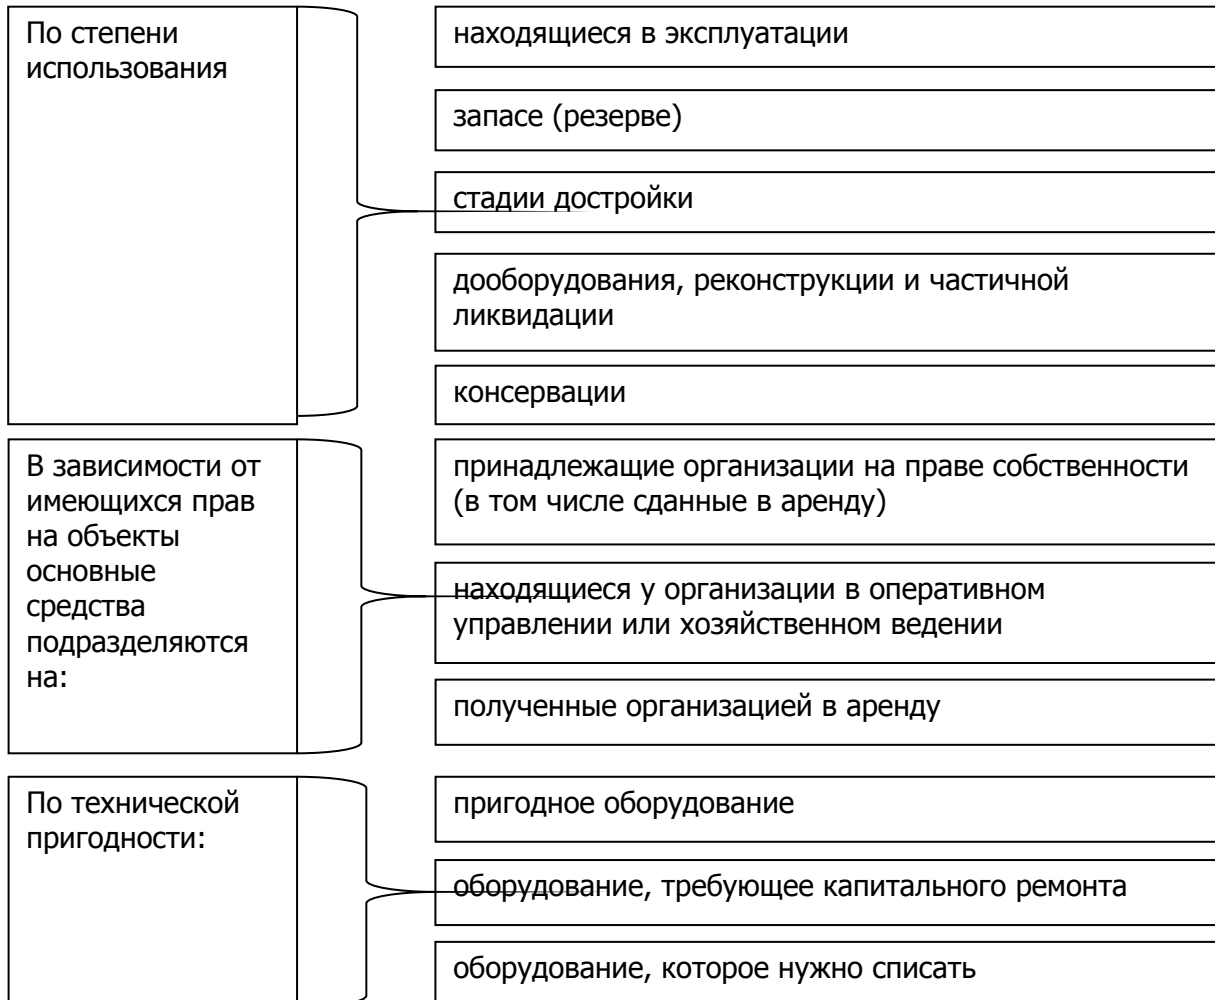 По степени
использования
находящиеся в эксплуатации
запасе (резерве)
стадии достройки
дооборудования, реконструкции и частичной
ликвидации
консервации
В зависимости от
имеющихся прав
на объекты
основные
средства
подразделяются
на:
принадлежащие организации на праве собственности
(в том числе сданные в аренду)
находящиеся у организации в оперативном
управлении или хозяйственном ведении
полученные организацией в аренду
По технической
пригодности:
пригодное оборудование
оборудование, требующее капитального ремонта
оборудование, которое нужно списать